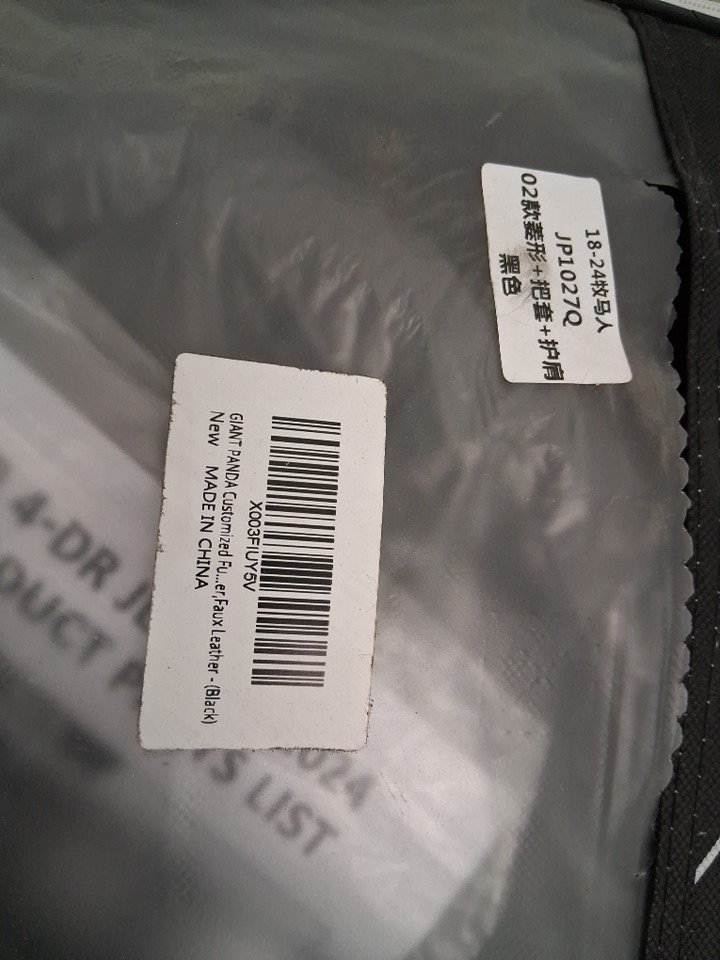 18-24牧马人
JP1027Q
02款菱形+把套+护肩
黑色
X003FIUY5V
GIANT PANDA Customized Fu...er,Faux Leather - (Black)
New MADE IN CHINA
4-DR
2024
LIST